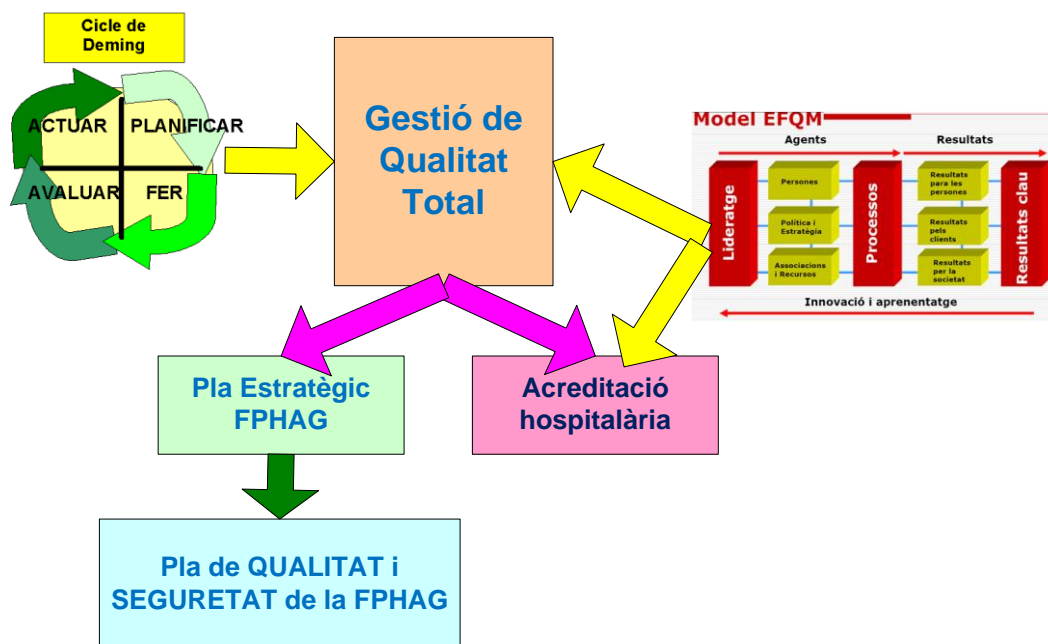 Cicle de
Deming
ACTUAR
PLANIFICAR
AVALUAR
FER
Gestió de
Qualitat
Total
Model EFQM
Agents
Resultats
Lideratge
Persones
Política i
Estratègia
Associacions
i Recursos
Processos
Resultats
para les
persones
Resultats
pels
clients
Resultats
per la
societat
Resultats clau
Innovació i aprenentatge
Pla Estratègic
FPHAG
Acreditació
hospitalària
Pla de QUALITAT i
SEGURETAT de la FPHAG